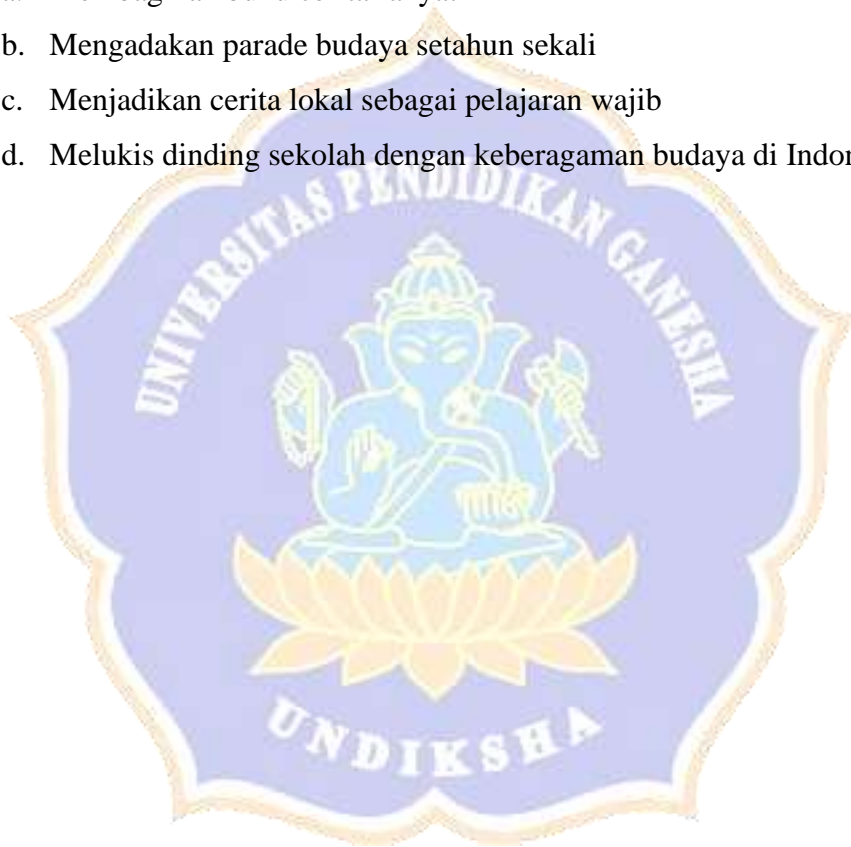 b. Mengadakan parade budaya setahun sekali
c. Menjadikan cerita lokal sebagai pelajaran wajib
d. Melukis dinding sekolah dengan keberagaman budaya di Indon
UNIVERSITAS PENDIDIKAN GANESHA
UNDIKSHA